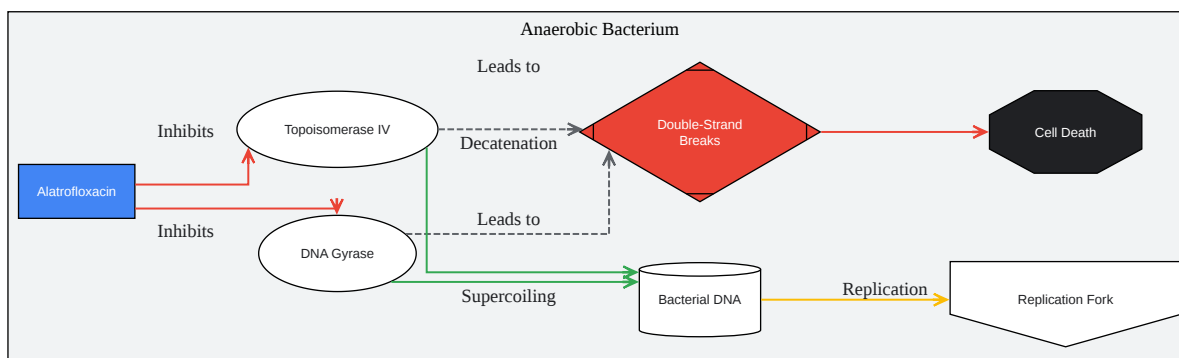 Anaerobic Bacterium
Leads to
Inhibits
Topoisomerase IV
Decatenation
Double-Strand
Breaks
Cell Death
Alatrofloxacin
Inhibits
DNA Gyrase
Leads to
Supercoiling
Bacterial DNA
Replication
Replication Fork